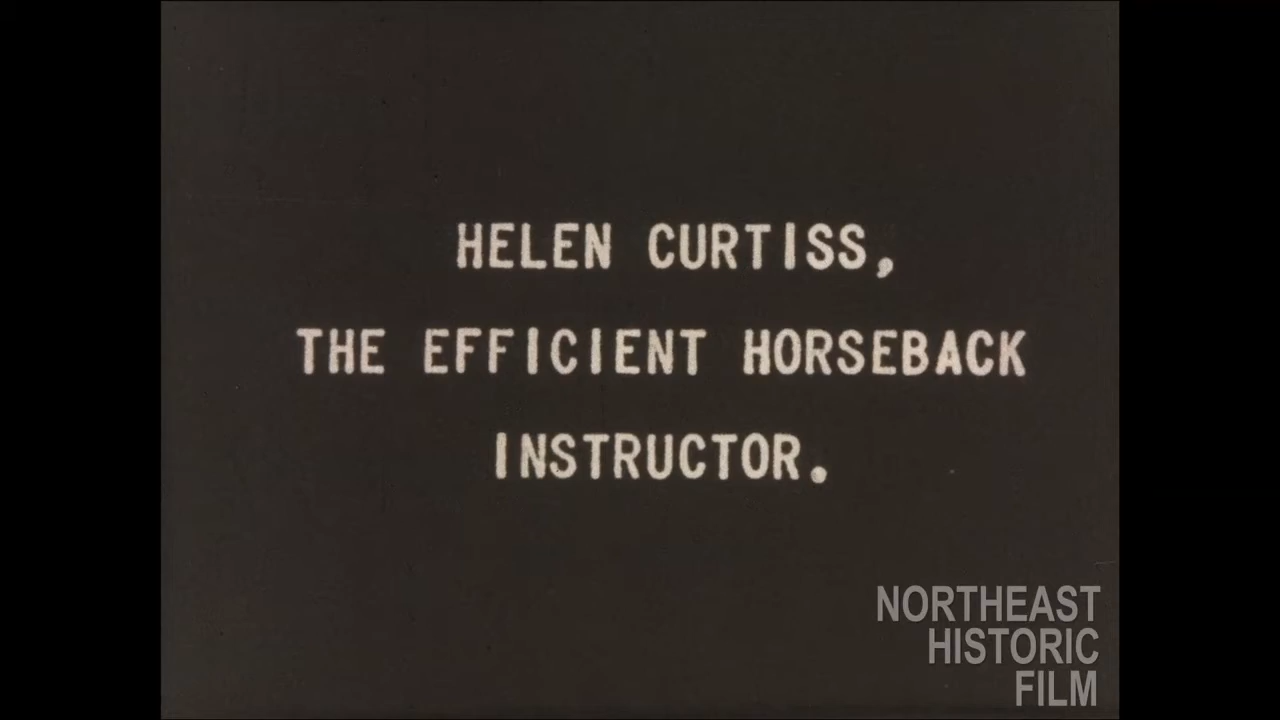 HELEN CURTISS,
THE EFFICIENT HORSEBACK
INSTRUCTOR.
NORTHEAST
HISTORIC
FILM